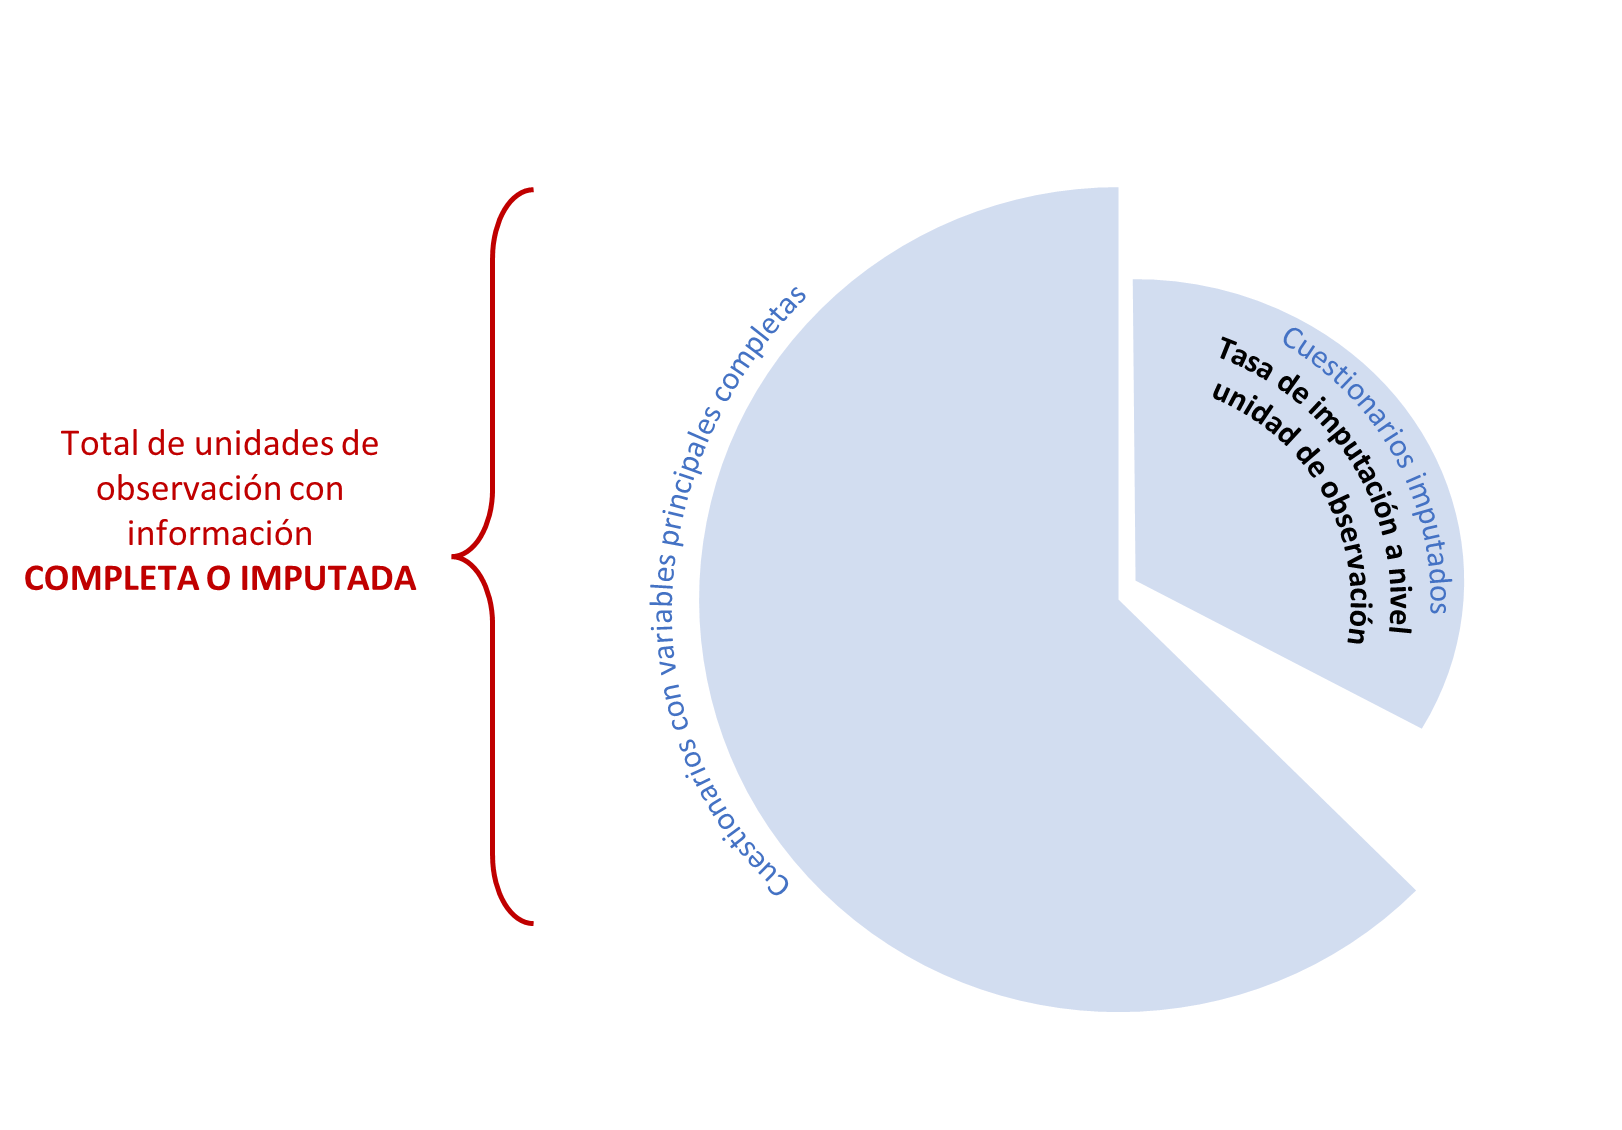 Total de unidades de
observación con
información
COMPLETA O IMPUTADA
Cuestionarios con variables principales completas
Cuestionarios imputados
Tasa de imputación a nivel
unidad de observación